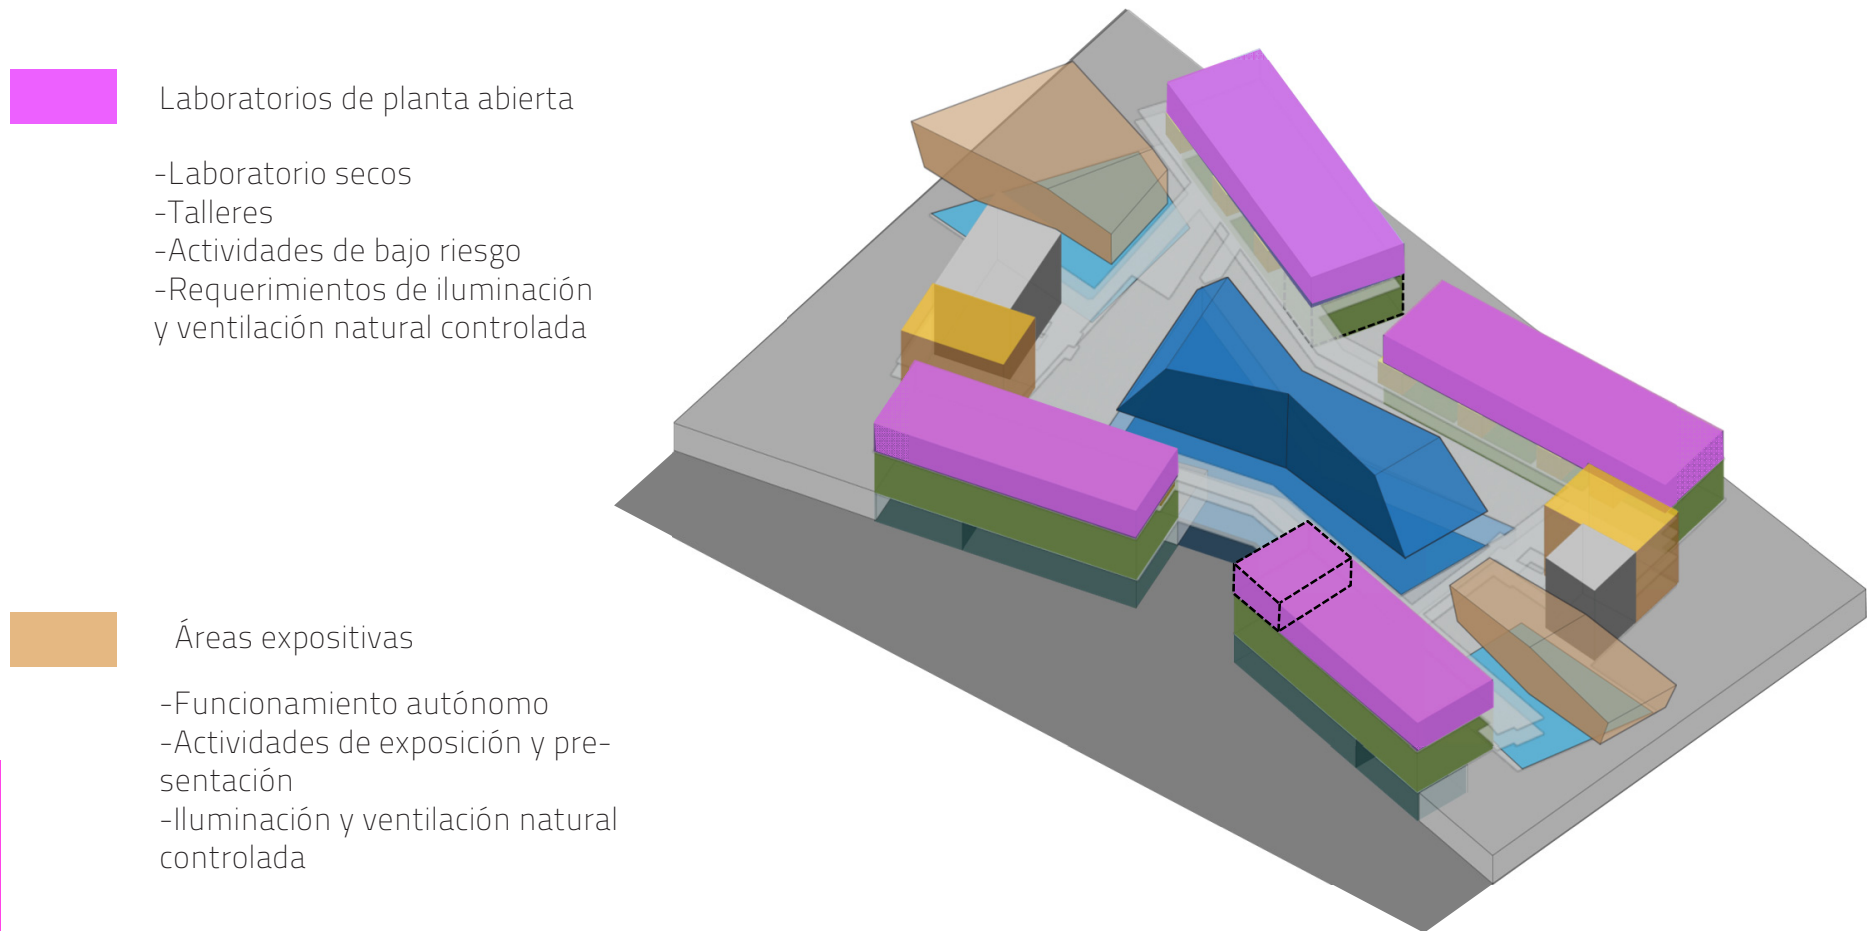 Laboratorios de planta abierta
-Laboratorio secos
-Talleres
-Actividades de bajo riesgo
-Requerimientos de iluminación
y ventilación natural controlada
Áreas expositivas
-Funcionamiento autónomo
-Actividades de exposición y pre-
sentación
-Iluminación y ventilación natural
controlada